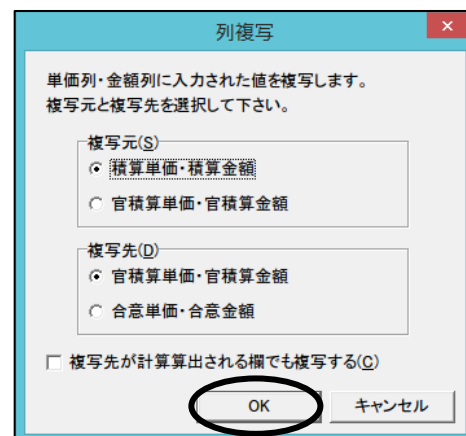 列複写
単価列・金額列に入力された値を複写します。
複写元と複写先を選択して下さい。
複写元(S)
積算単価・積算金額
官積算単価・官積算金額
複写先(D)
官積算単価・官積算金額
合意単価・合意金額
複写先が計算算出される欄でも複写する(C)
OK キャンセル